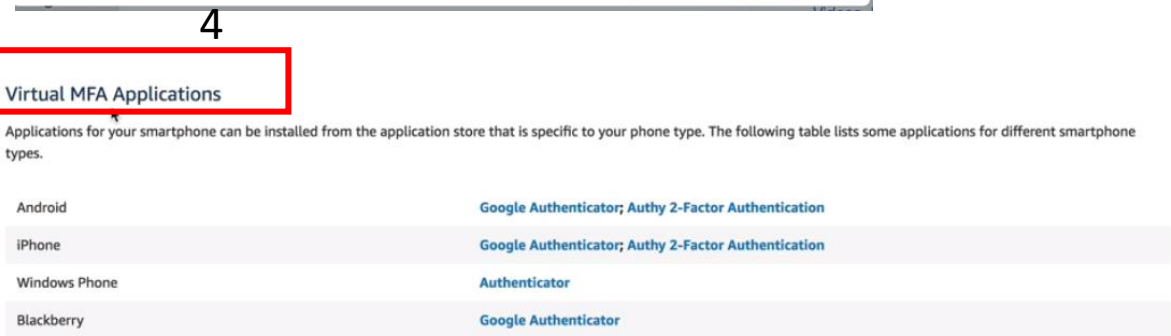 4
Virtual MFA Applications
Applications for your smartphone can be installed from the application store that is specific to your phone type. The following table lists some applications for different smartphone
types.
Android Google Authenticator; Authy 2-Factor Authentication
iPhone Google Authenticator; Authy 2-Factor Authentication
Windows Phone Authenticator
Blackberry Google Authenticator